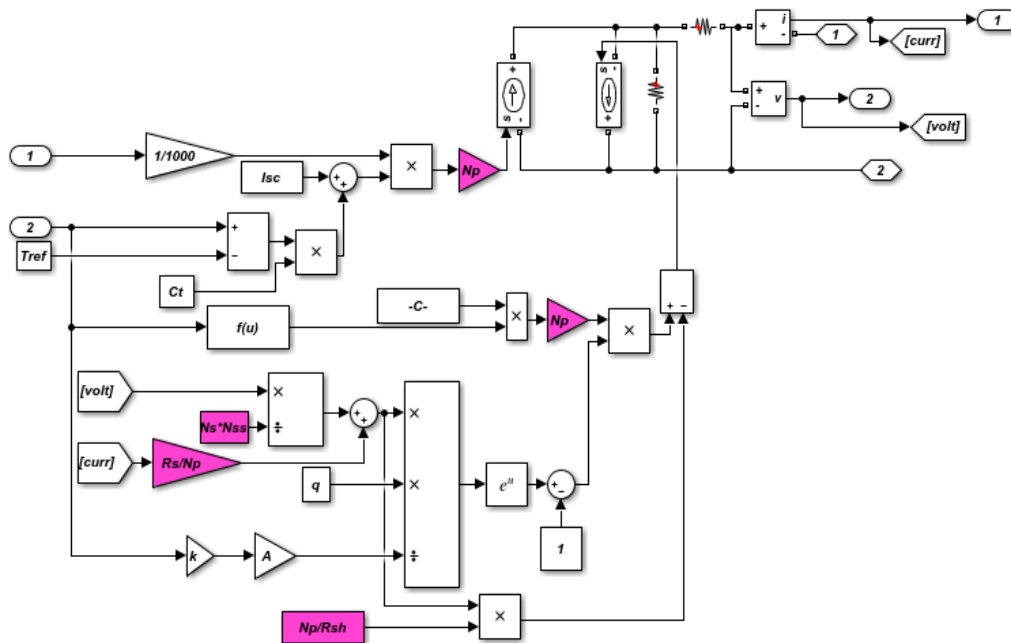 + i
-
1
1
[curr]
s + -
s - +
+ v
-
2
[volt]
1
1/1000
×
Np
2
Isc
+
+
2
+
−
×
Tref
Ct
-C-
×
Np
×
+ −
f(u)
[volt]
×
÷
+
+
×
Ns*Nss
[curr]
Rs/Np
q
×
eᵘ
+
−
1
k
A
÷
×
Np/Rsh